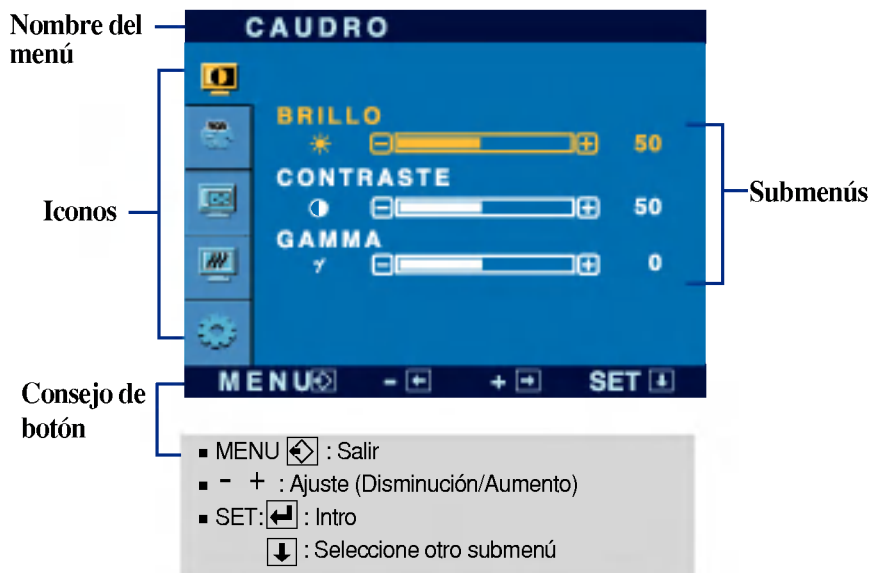 Nombre del
menú
CAUDRO
BRILLO
50
CONTRASTE
50
GAMMA
0
Iconos
Submenús
MENU - + SET
Consejo de
botón
▪ MENU : Salir
▪ - + : Ajuste (Disminución/Aumento)
▪ SET: : Intro
: Seleccione otro submenú